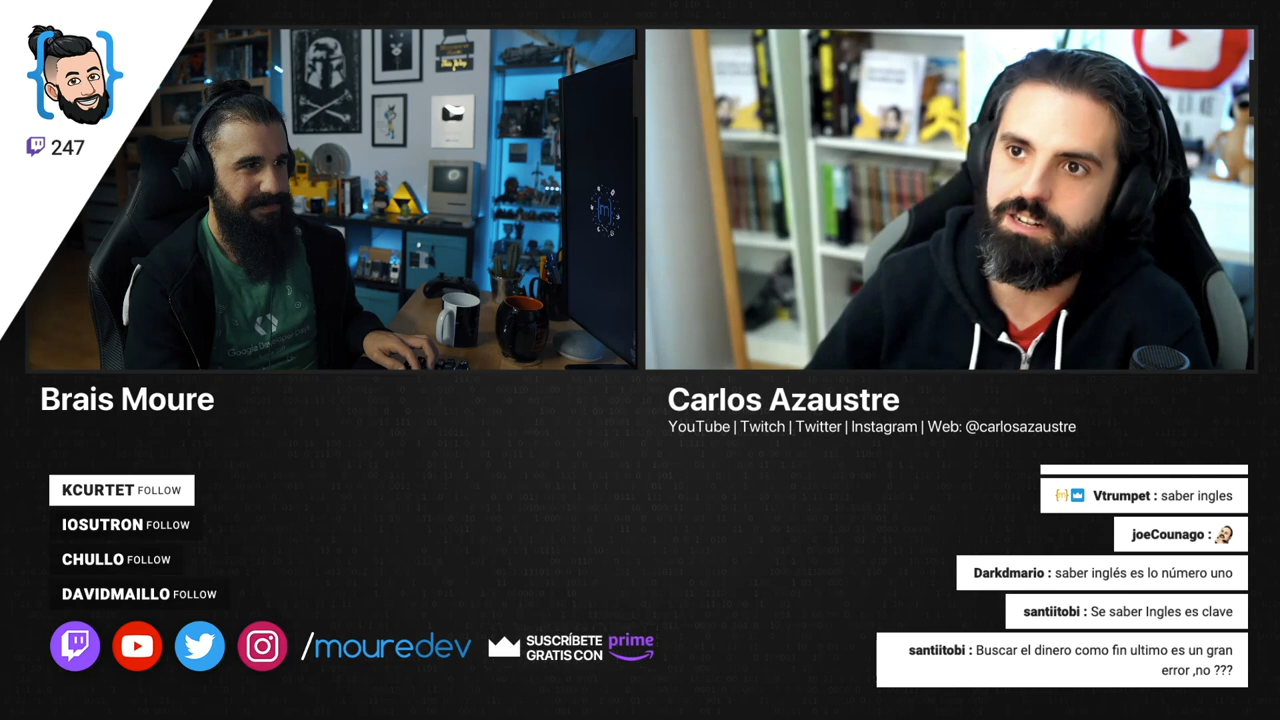 247
Brais Moure
Carlos Azaustre
YouTube | Twitch | Twitter | Instagram | Web: @carlosazaustre
KCURTET FOLLOW
IOSUTRON FOLLOW
CHULLO FOLLOW
DAVIDMAILLO FOLLOW
/mouredev
SUSCRÍBETE
GRATIS CON
prime
Vtrumpet : saber ingles
joeCounago :
Darkdmario : saber inglés es lo número uno
santiitobi : Se saber Ingles es clave
santiitobi : Buscar el dinero como fin ultimo es un gran
error ,no ???